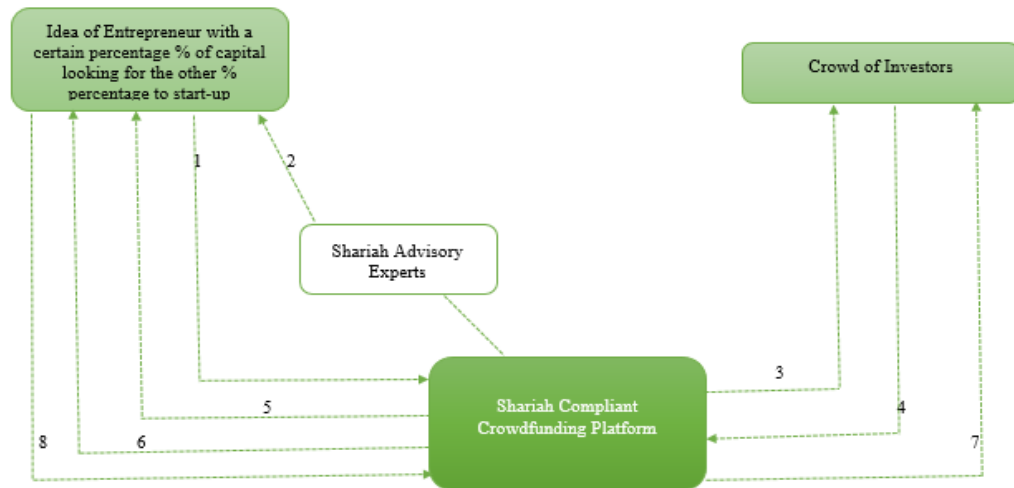 Idea of Entrepreneur with a
certain percentage % of capital
looking for the other %
percentage to start-up
Crowd of Investors
1
2
Shariah Advisory
Experts
3
Shariah Compliant
Crowdfunding Platform
4
5
6
7
8